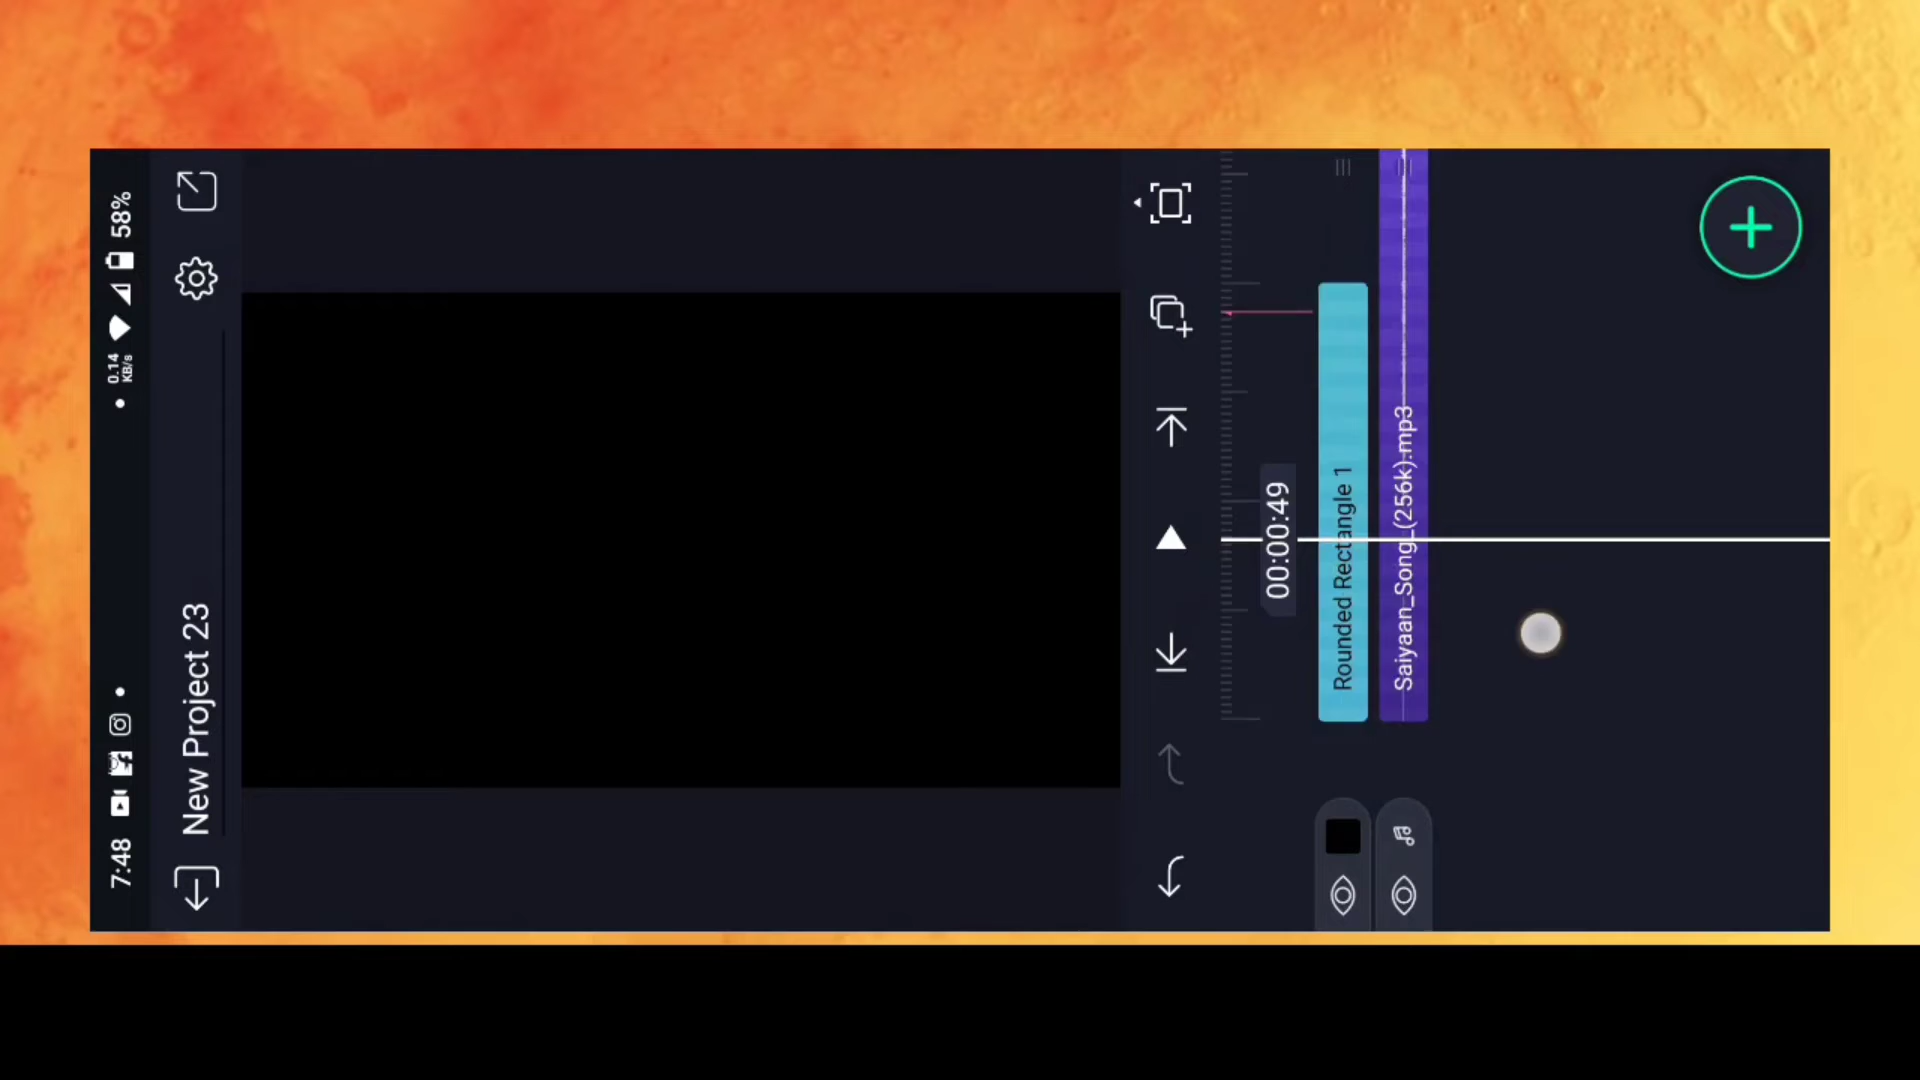 7:48
0.14
KB/s
58%
New Project 23
00:00:49
Rounded Rectangle 1
Saiyaan_Song_(256k).mp3